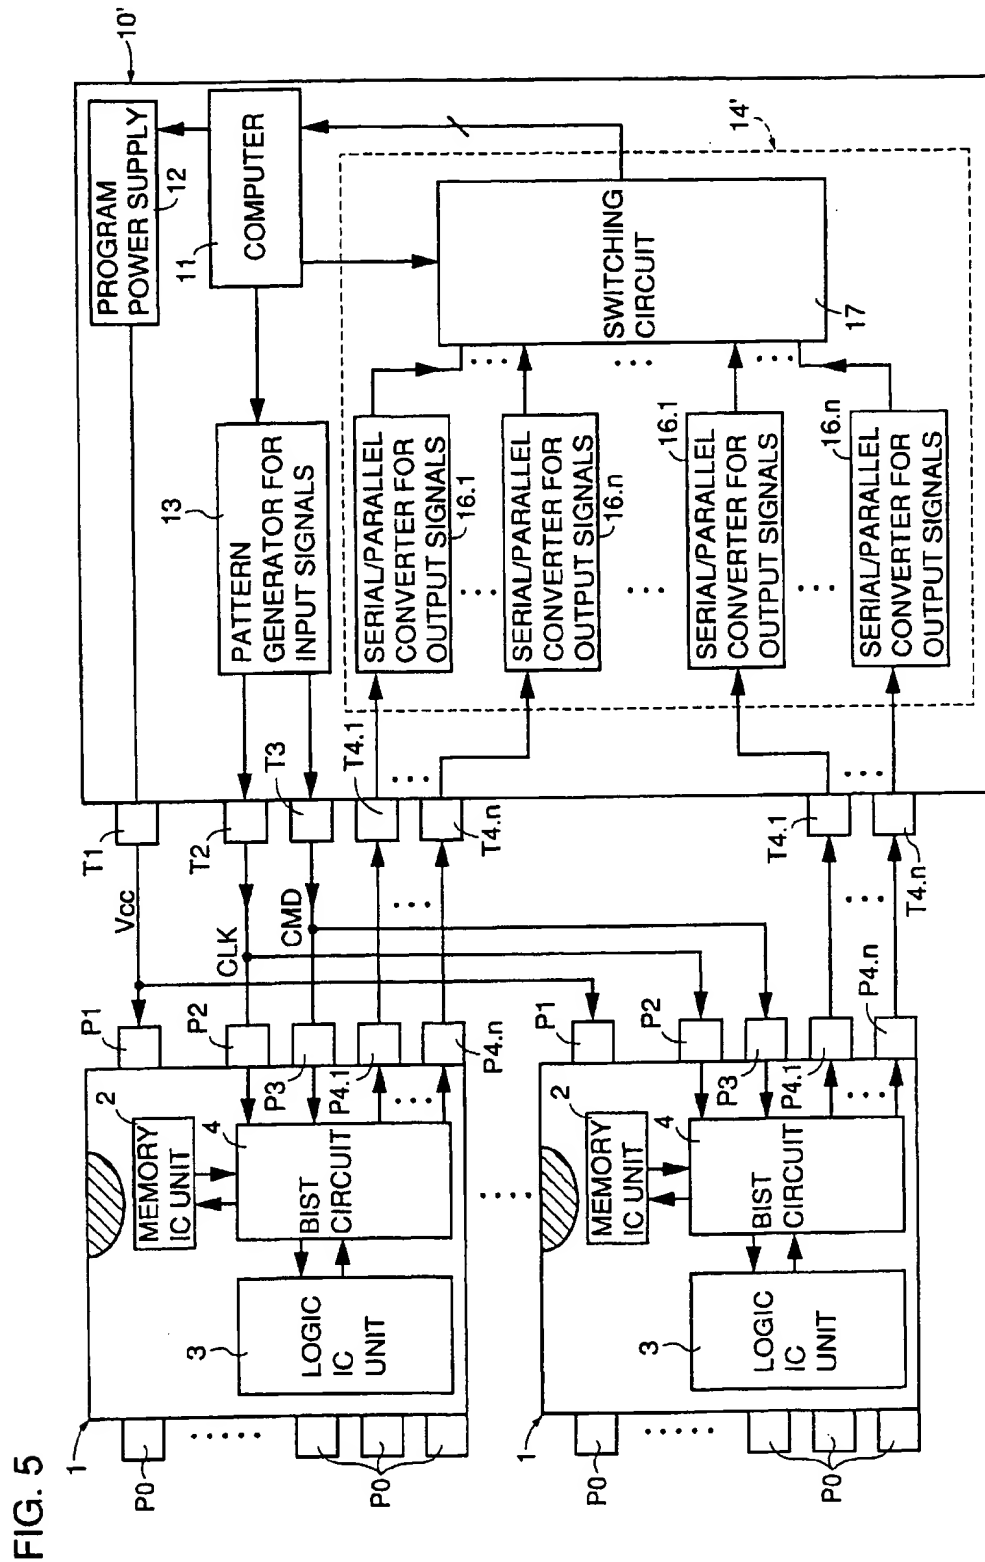 FIG. 5
10'
PROGRAM
POWER SUPPLY
12
COMPUTER
11
13
PATTERN
GENERATOR FOR
INPUT SIGNALS
14'
SWITCHING
CIRCUIT
17
SERIAL/PARALLEL
CONVERTER FOR
OUTPUT SIGNALS
16.1
SERIAL/PARALLEL
CONVERTER FOR
OUTPUT SIGNALS
16.n
SERIAL/PARALLEL
CONVERTER FOR
OUTPUT SIGNALS
16.1
SERIAL/PARALLEL
CONVERTER FOR
OUTPUT SIGNALS
16.n
T1
T2
T3
T4.1
T4.n
T4.1
T4.n
Vcc
CLK
CMD
1
P1
P2
P3
P4.1
P4.n
2
MEMORY
IC UNIT
4
BIST
CIRCUIT
3
LOGIC
IC
UNIT
P0
P0
1
P1
P2
P3
P4.1
P4.n
2
MEMORY
IC UNIT
4
BIST
CIRCUIT
3
LOGIC
IC
UNIT
P0
P0